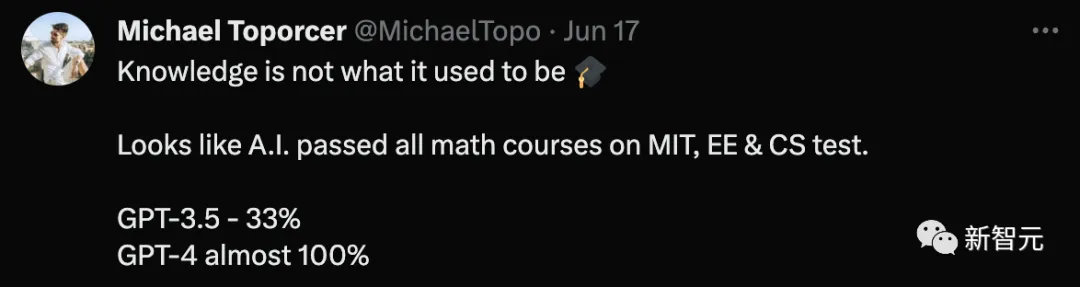 Michael Toporcer @MichaelTopo · Jun 17
Knowledge is not what it used to be 🎓
Looks like A.I. passed all math courses on MIT, EE & CS test.
GPT-3.5 - 33%
GPT-4 almost 100%
新智元